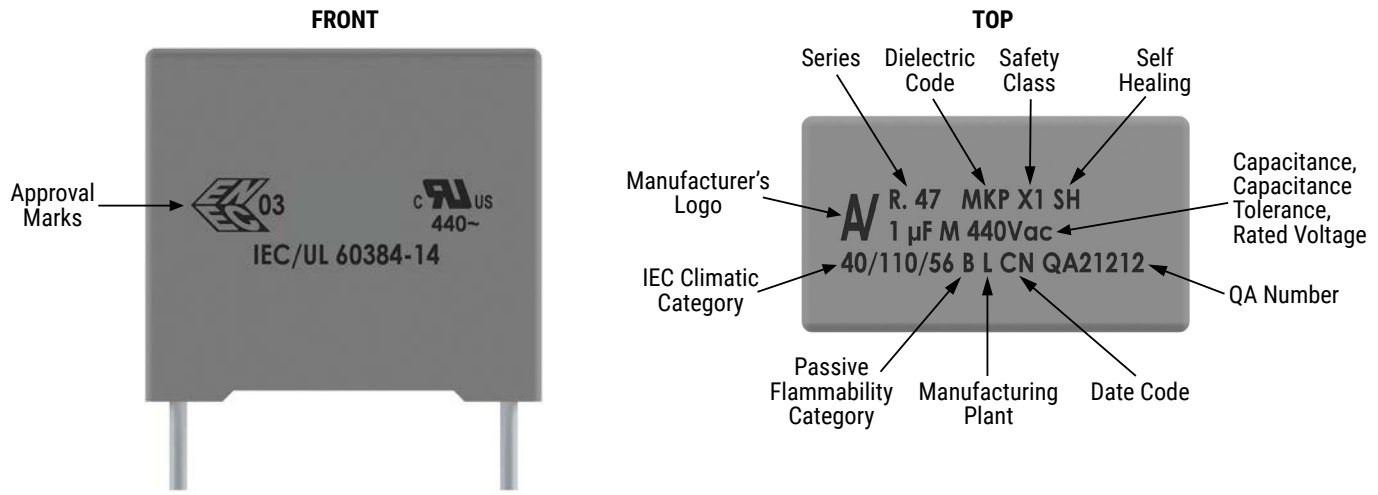 FRONT
Approval
Marks
ENEC 03
C RU US
440~
IEC/UL 60384-14
TOP
Series
Dielectric
Code
Safety
Class
Self
Healing
Manufacturer's
Logo
R. 47 MKP X1 SH
1 µF M 440Vac
40/110/56 B L CN QA21212
Capacitance,
Capacitance
Tolerance,
Rated Voltage
IEC Climatic
Category
QA Number
Passive
Flammability
Category
Manufacturing
Plant
Date Code